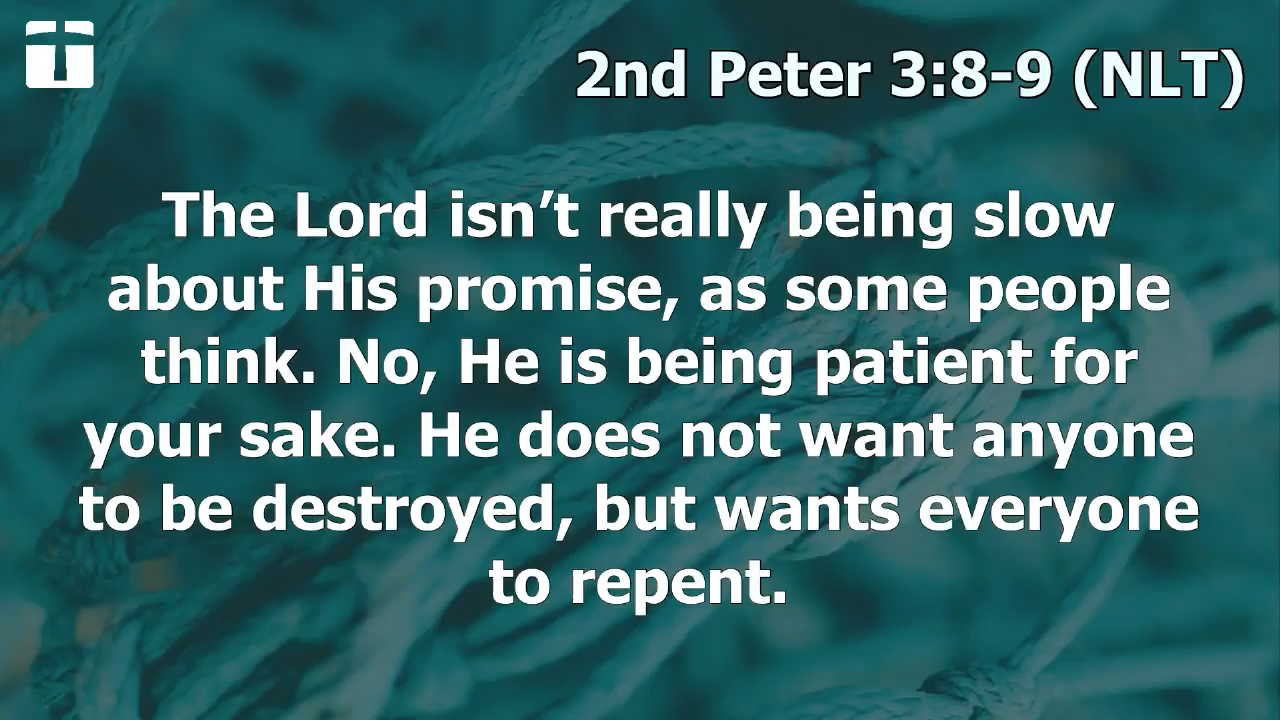 2nd Peter 3:8-9 (NLT)
The Lord isn’t really being slow
about His promise, as some people
think. No, He is being patient for
your sake. He does not want anyone
to be destroyed, but wants everyone
to repent.